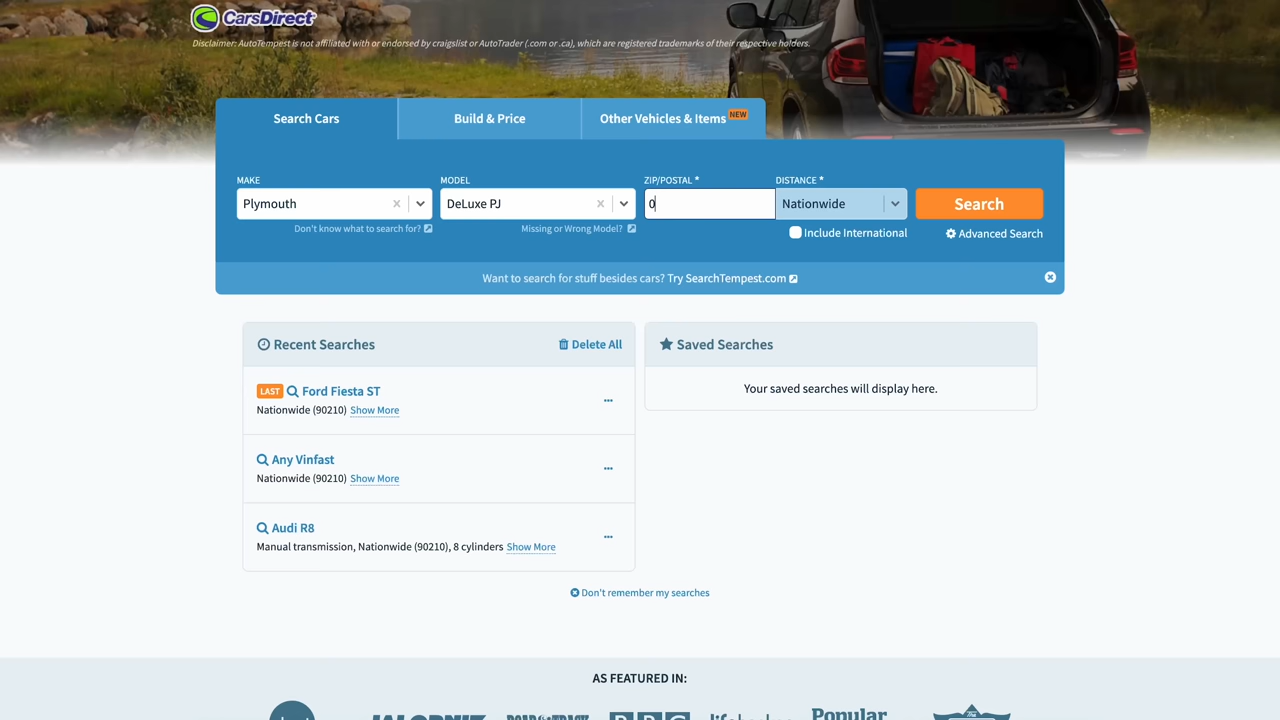 CarsDirect
Disclaimer: AutoTempest is not affiliated with or endorsed by craigslist or AutoTrader (.com or .ca), which are registered trademarks of their respective holders.
Search Cars
Build & Price
Other Vehicles & Items NEW
MAKE
MODEL
ZIP/POSTAL *
DISTANCE *
Plymouth
DeLuxe PJ
0
Nationwide
Search
Don't know what to search for?
Missing or Wrong Model?
Include International
Advanced Search
Want to search for stuff besides cars? Try SearchTempest.com
Recent Searches
Delete All
LAST Ford Fiesta ST
Nationwide (90210) Show More
Any Vinfast
Nationwide (90210) Show More
Audi R8
Manual transmission, Nationwide (90210), 8 cylinders Show More
Saved Searches
Your saved searches will display here.
Don't remember my searches
AS FEATURED IN:
Popular
The